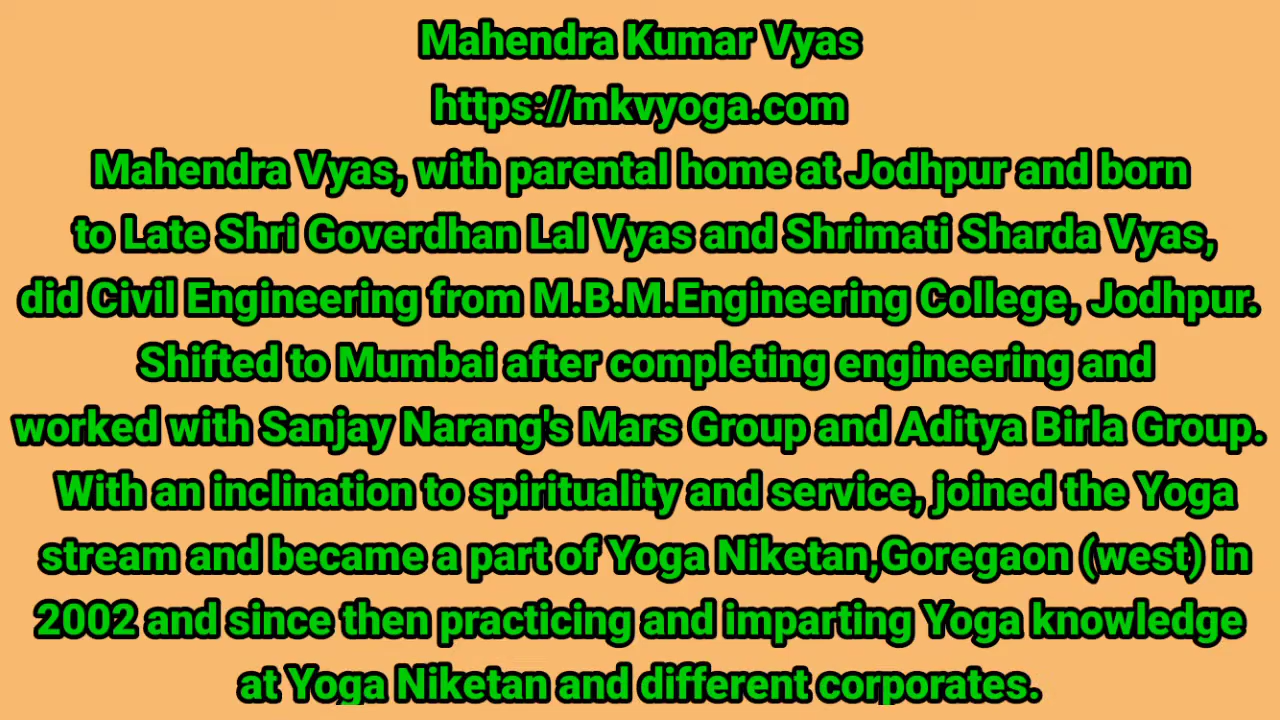 Mahendra Kumar Vyas
https://mkvyoga.com
Mahendra Vyas, with parental home at Jodhpur and born
to Late Shri Goverdhan Lal Vyas and Shrimati Sharda Vyas,
did Civil Engineering from M.B.M.Engineering College, Jodhpur.
Shifted to Mumbai after completing engineering and
worked with Sanjay Narang's Mars Group and Aditya Birla Group.
With an inclination to spirituality and service, joined the Yoga
stream and became a part of Yoga Niketan,Goregaon (west) in
2002 and since then practicing and imparting Yoga knowledge
at Yoga Niketan and different corporates.